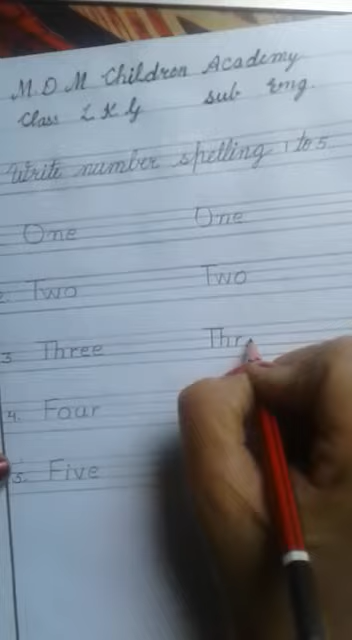 M D M Children Academy
Class L K G Sub Eng.
Write number spelling 1 to 5
One One
2. Two Two
3 Three Thr
4. Four
5. Five